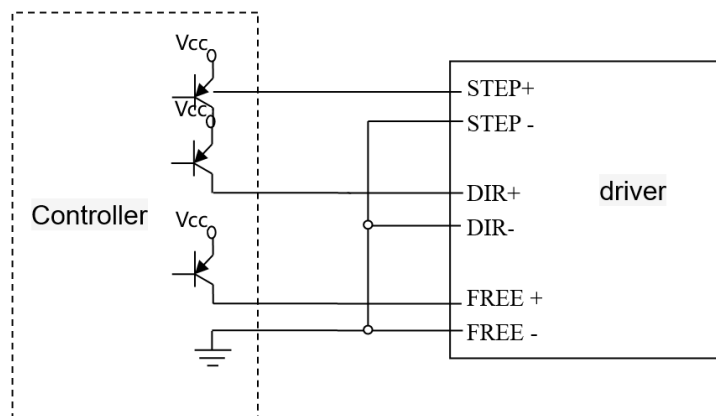 Vcc
STEP+
Vcc
STEP -
DIR+
driver
Controller
Vcc
DIR-
FREE +
FREE -